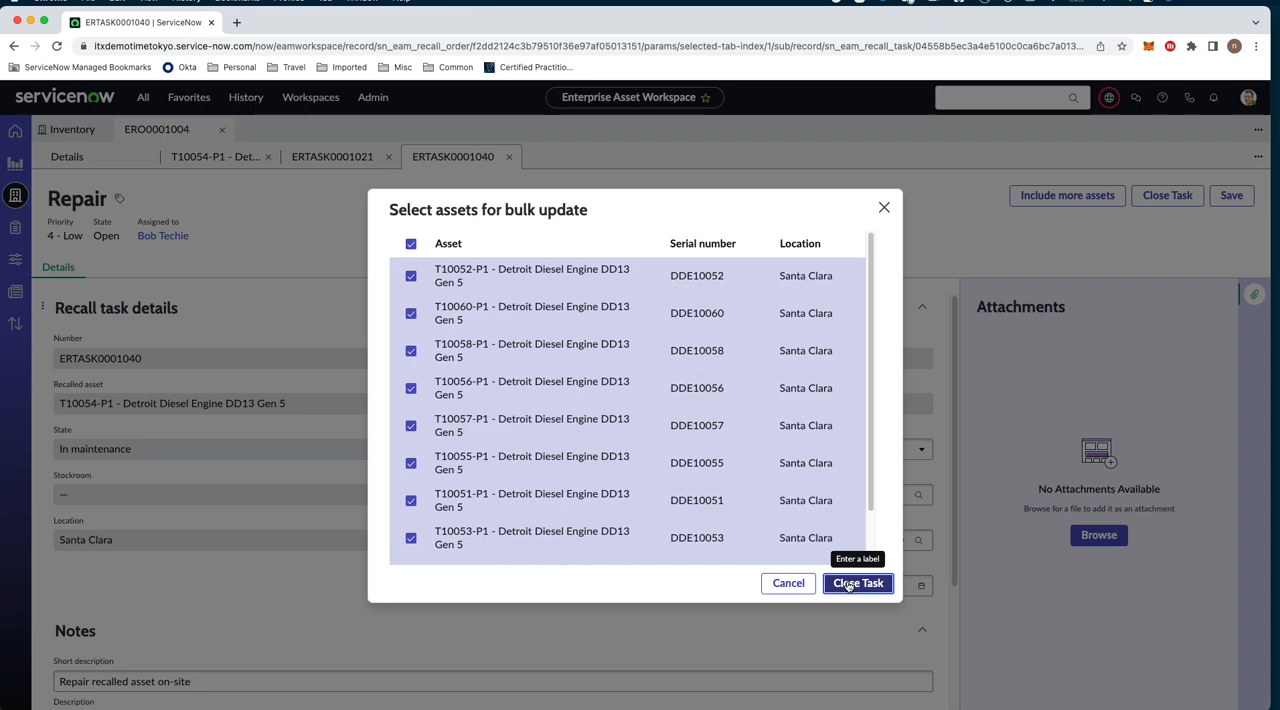 ERTASK0001040 | ServiceNow
itxdemotimetokyo.service-now.com/now/eamworkspace/record/sn_eam_recall_order/f2dd2124c3b79510f36e97af05013151/params/selected-tab-index/1/sub/record/sn_eam_recall_task/04558b5ec3a4e5100c0ca6bc7a013...
ServiceNow Managed Bookmarks Okta Personal Travel Imported Misc Common Certified Practitio...
servicenow All Favorites History Workspaces Admin Enterprise Asset Workspace
Inventory ERO0001004
Details T10054-P1 - Det... ERTASK0001021 ERTASK0001040
Repair
Include more assets Close Task Save
Priority State Assigned to
4 - Low Open Bob Techie
Details
Recall task details
Number
ERTASK0001040
Recalled asset
T10054-P1 - Detroit Diesel Engine DD13 Gen 5
State
In maintenance
Stockroom
—
Location
Santa Clara
Notes
Short description
Repair recalled asset on-site
Description
Select assets for bulk update
Asset Serial number Location
T10052-P1 - Detroit Diesel Engine DD13
Gen 5 DDE10052 Santa Clara
T10060-P1 - Detroit Diesel Engine DD13
Gen 5 DDE10060 Santa Clara
T10058-P1 - Detroit Diesel Engine DD13
Gen 5 DDE10058 Santa Clara
T10056-P1 - Detroit Diesel Engine DD13
Gen 5 DDE10056 Santa Clara
T10057-P1 - Detroit Diesel Engine DD13
Gen 5 DDE10057 Santa Clara
T10055-P1 - Detroit Diesel Engine DD13
Gen 5 DDE10055 Santa Clara
T10051-P1 - Detroit Diesel Engine DD13
Gen 5 DDE10051 Santa Clara
T10053-P1 - Detroit Diesel Engine DD13
Gen 5 DDE10053 Santa Clara
Enter a label
Cancel Close Task
Attachments
No Attachments Available
Browse for a file to add it as an attachment
Browse